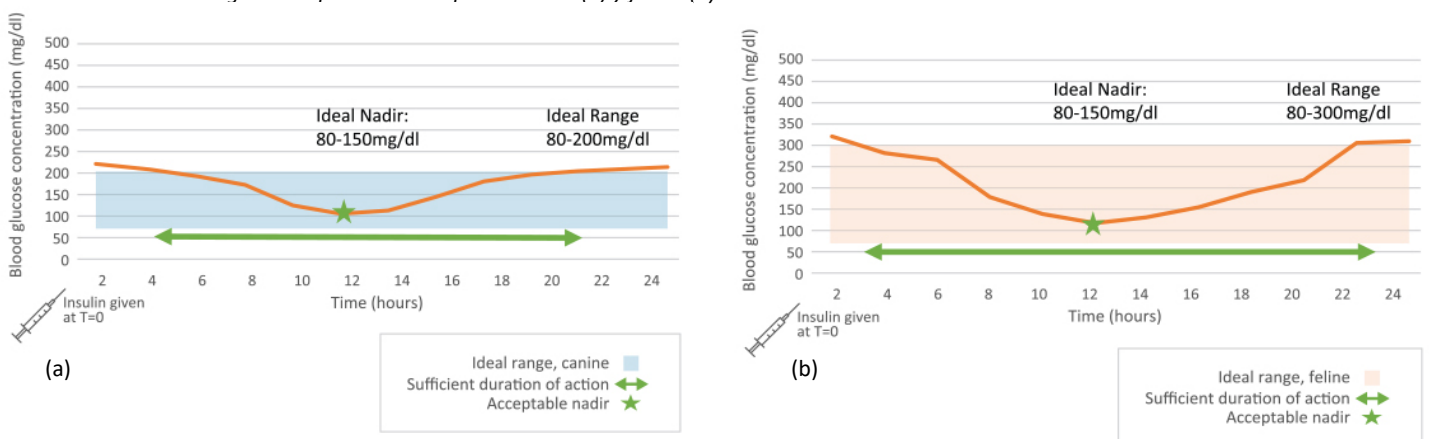 Blood glucose concentration (mg/dl)
500
450
400
350
300
250
200
150
100
50
0
Ideal Nadir:
80-150mg/dl
Ideal Range
80-200mg/dl
2 4 6 8 10 12 14 16 18 20 22 24
Time (hours)
Insulin given
at T=0
(a)
Ideal range, canine
Sufficient duration of action
Acceptable nadir
Blood glucose concentration (mg/dl)
500
450
400
350
300
250
200
150
100
50
0
Ideal Nadir:
80-150mg/dl
Ideal Range
80-300mg/dl
2 4 6 8 10 12 14 16 18 20 22 24
Time (hours)
Insulin given
at T=0
(b)
Ideal range, feline
Sufficient duration of action
Acceptable nadir